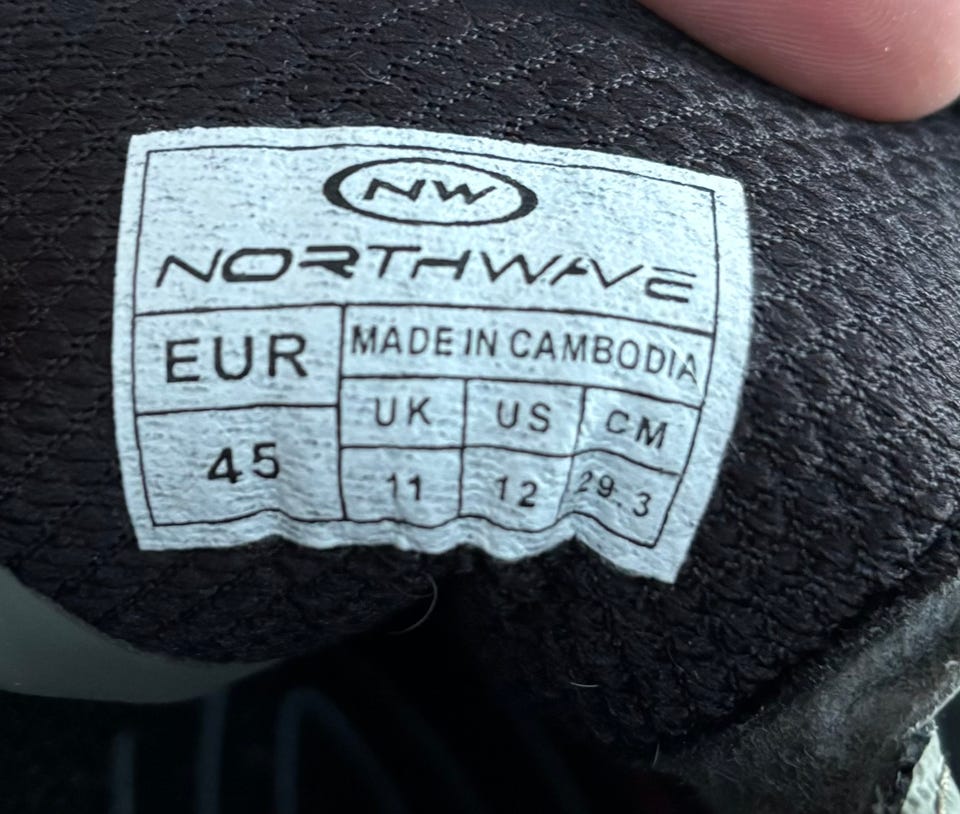 NW
NORTHWAVE
EUR MADE IN CAMBODIA
UK US CM
45 11 12 29.3